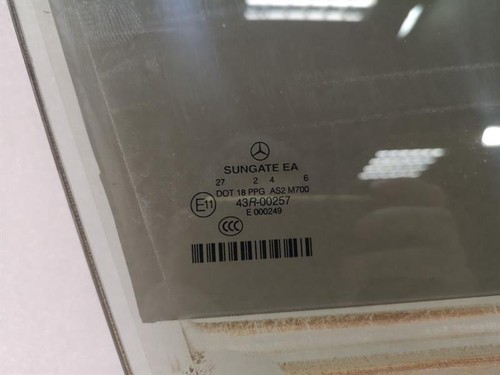 SUNGATE EA
27 2 4 6
DOT 18 PPG AS2 M700
E11 43R-00257
E 000249
CCC